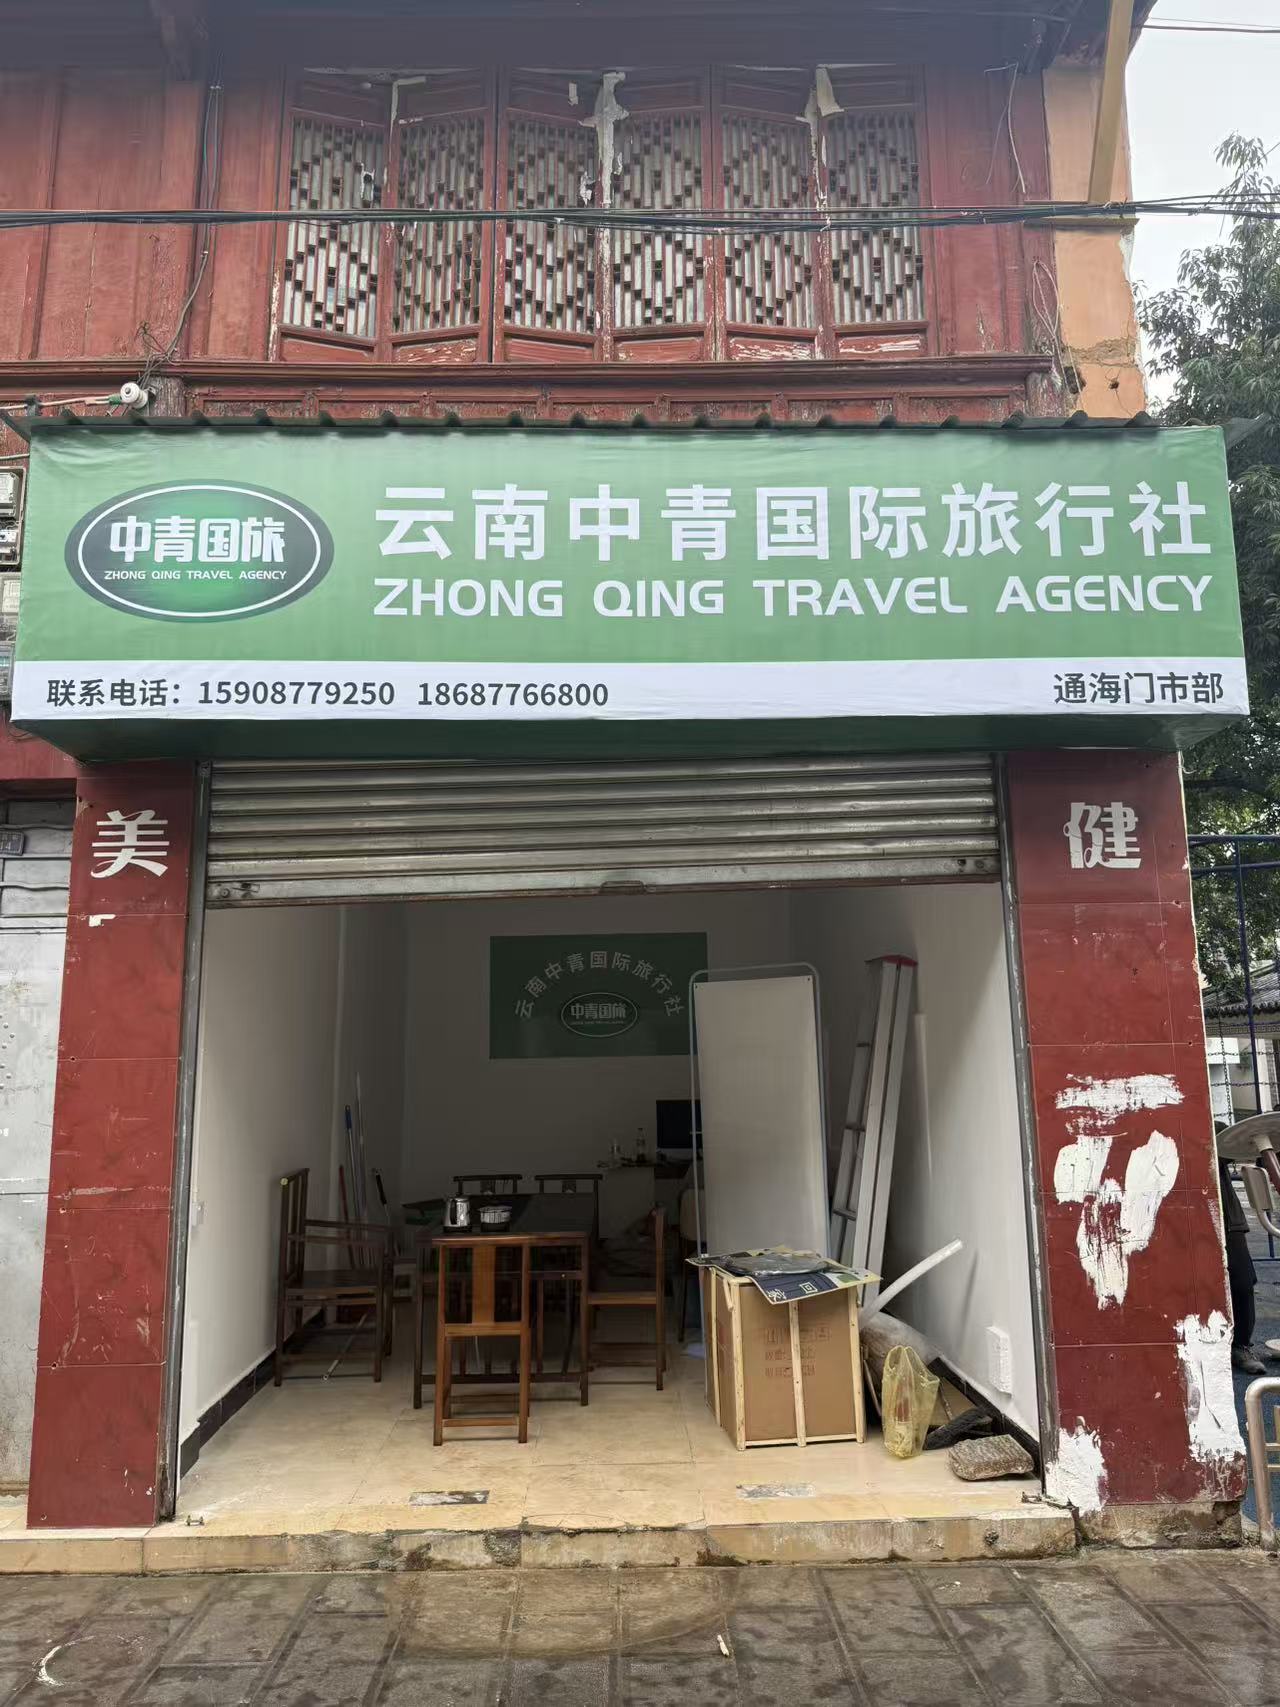 中青国旅
ZHONG QING TRAVEL AGENCY
云南中青国际旅行社
ZHONG QING TRAVEL AGENCY
联系电话：15908779250 18687766800
通海门市部
美
健
云南中青国际旅行社
中青国旅